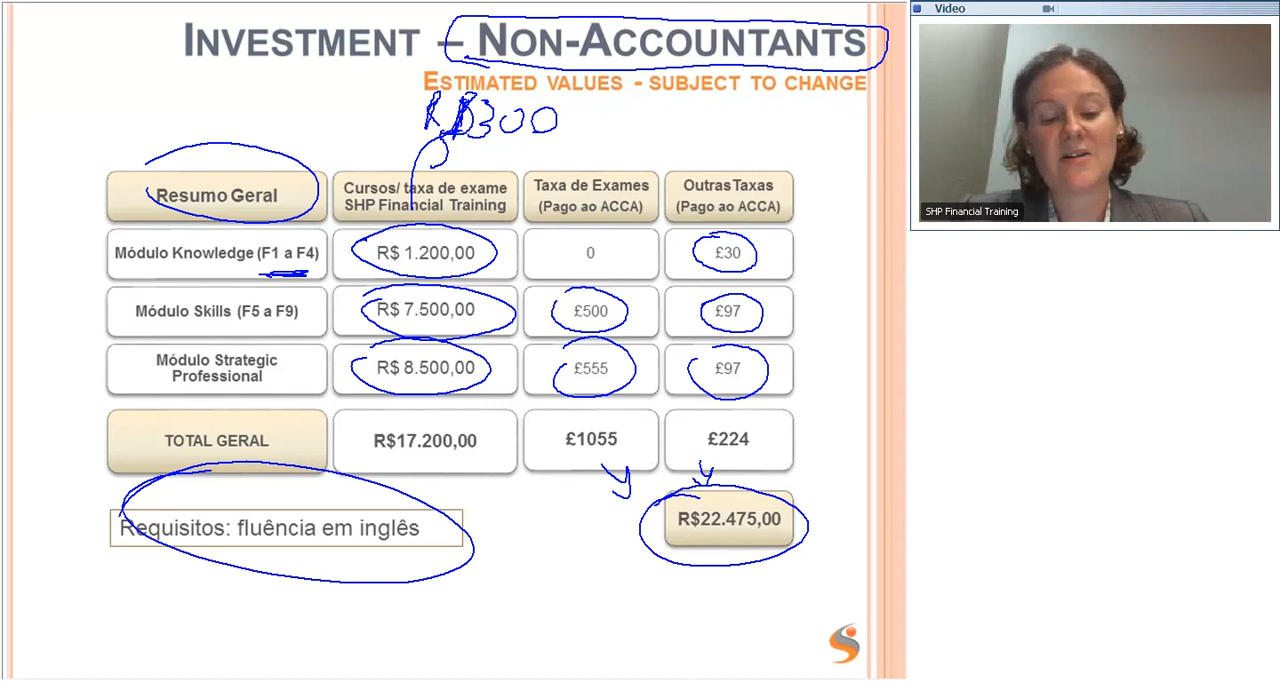 INVESTMENT – NON-ACCOUNTANTS
ESTIMATED VALUES - SUBJECT TO CHANGE
R$300
Resumo Geral
Cursos/ taxa de exame
SHP Financial Training
Taxa de Exames
(Pago ao ACCA)
Outras Taxas
(Pago ao ACCA)
Módulo Knowledge (F1 a F4)
R$ 1.200,00
0
£30
Módulo Skills (F5 a F9)
R$ 7.500,00
£500
£97
Módulo Strategic
Professional
R$ 8.500,00
£555
£97
TOTAL GERAL
R$17.200,00
£1055
£224
R$22.475,00
Requisitos: fluência em inglês
Video
SHP Financial Training